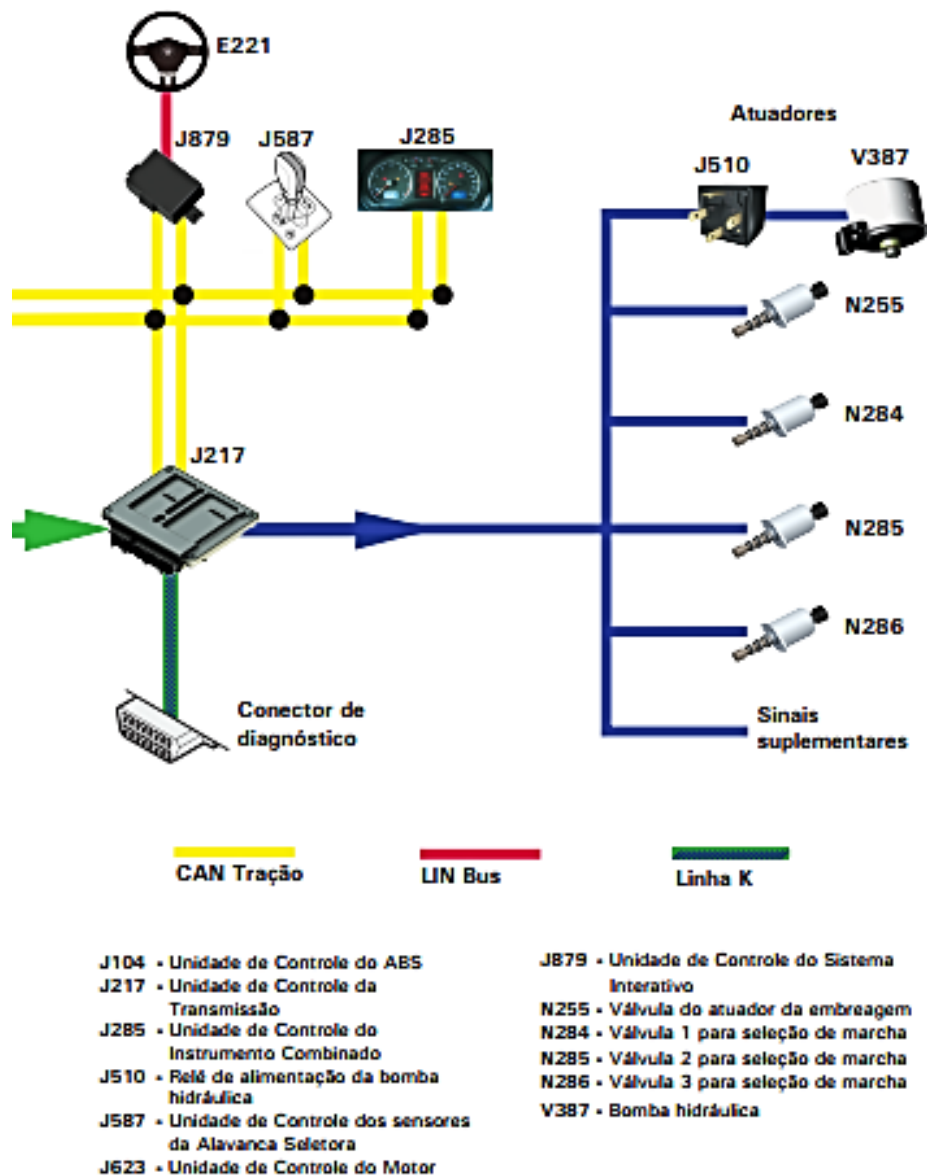 E221
J879
J587
J285
Atuadores
J510
V387
N255
N284
J217
N285
N286
Conector de
diagnóstico
Sinais
suplementares
CAN Tração
LIN Bus
Linha K
J104 - Unidade de Controle do ABS
J217 - Unidade de Controle da
Transmissão
J285 - Unidade de Controle do
Instrumento Combinado
J510 - Relé de alimentação da bomba
hidráulica
J587 - Unidade de Controle dos sensores
da Alavanca Seletora
J623 - Unidade de Controle do Motor
J879 - Unidade de Controle do Sistema
Interativo
N255 - Válvula do atuador da embreagem
N284 - Válvula 1 para seleção de marcha
N285 - Válvula 2 para seleção de marcha
N286 - Válvula 3 para seleção de marcha
V387 - Bomba hidráulica